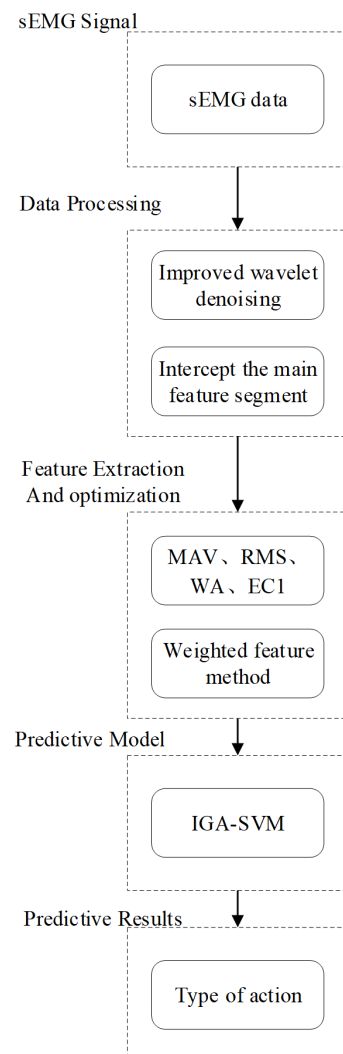 sEMG Signal
sEMG data
Data Processing
Improved wavelet
denoising
Intercept the main
feature segment
Feature Extraction
And optimization
MAV、RMS、
WA、EC1
Weighted feature
method
Predictive Model
IGA-SVM
Predictive Results
Type of action